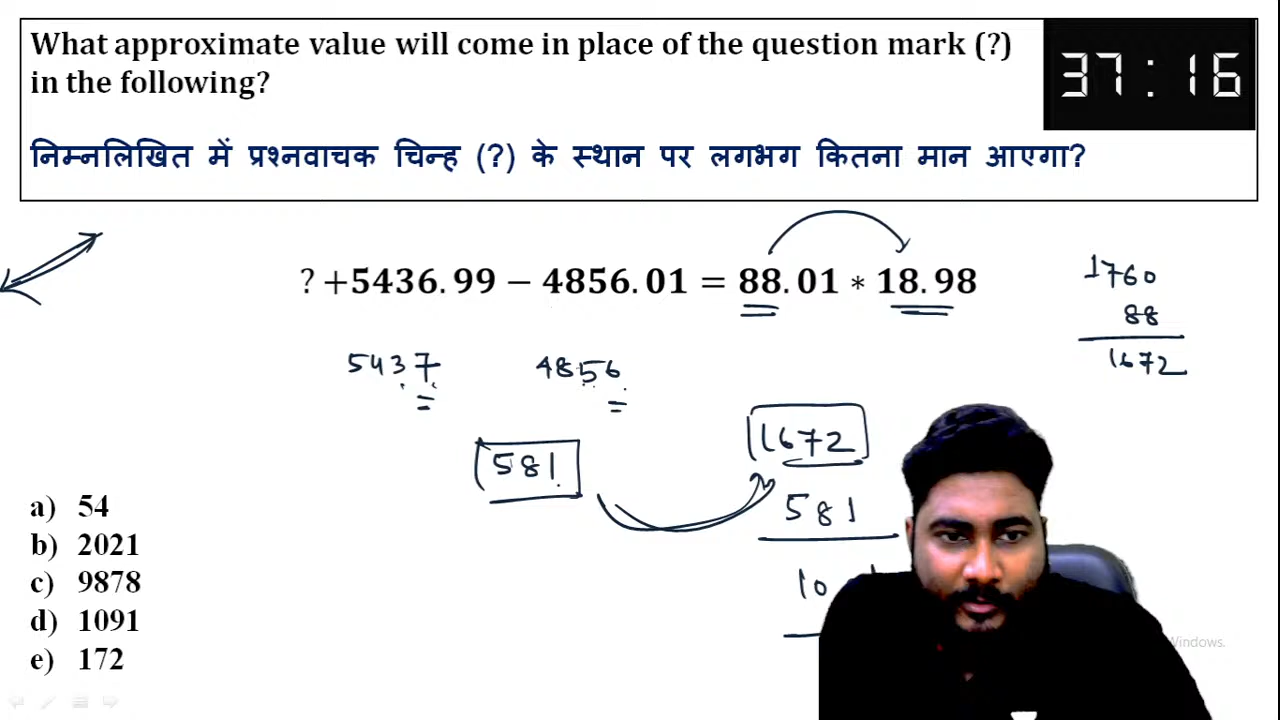 What approximate value will come in place of the question mark (?)
in the following?
37:16
निम्नलिखित में प्रश्नवाचक चिन्ह (?) के स्थान पर लगभग कितना मान आएगा?
? +5436.99 − 4856.01 = 88.01 ∗ 18.98
1760
88
1672
5437 4856
1672
581
581
10
a) 54
b) 2021
c) 9878
d) 1091
e) 172
Windows.